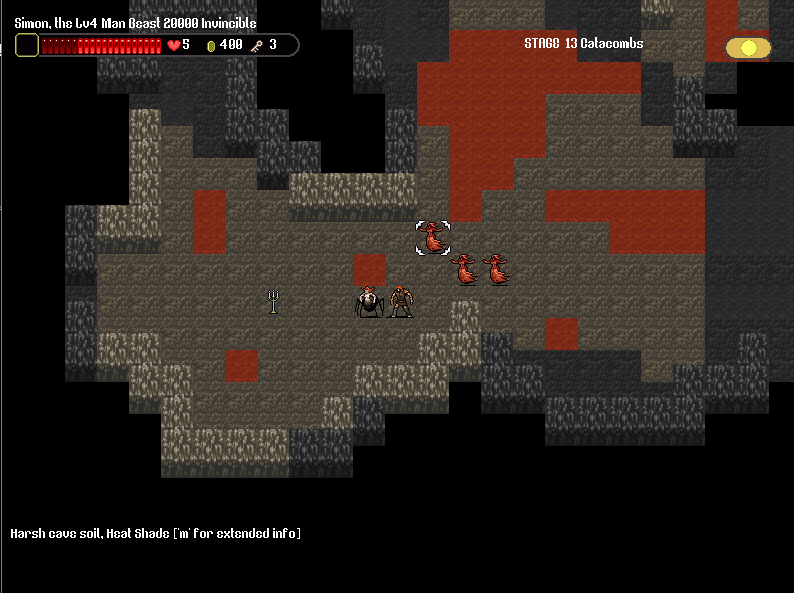 Simon, the Lv4 Man Beast 20000 Invincible
5 400 3
STAGE 13 Catacombs
Harsh cave soil, Heat Shade ['m' for extended info]